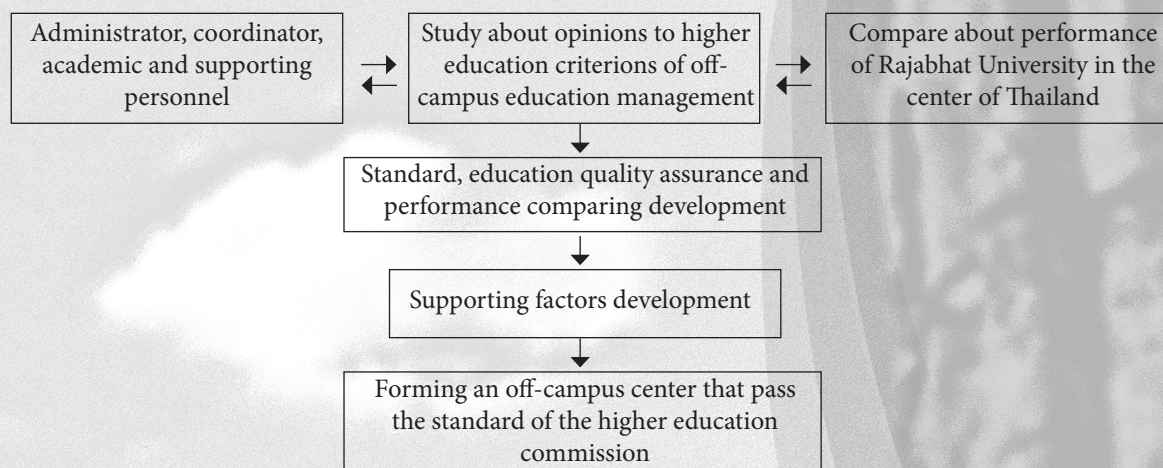 Administrator, coordinator,
academic and supporting
personnel
Study about opinions to higher
education criterions of off-
campus education management
Compare about performance
of Rajabhat University in the
center of Thailand
Standard, education quality assurance and
performance comparing development
Supporting factors development
Forming an off-campus center that pass
the standard of the higher education
commission